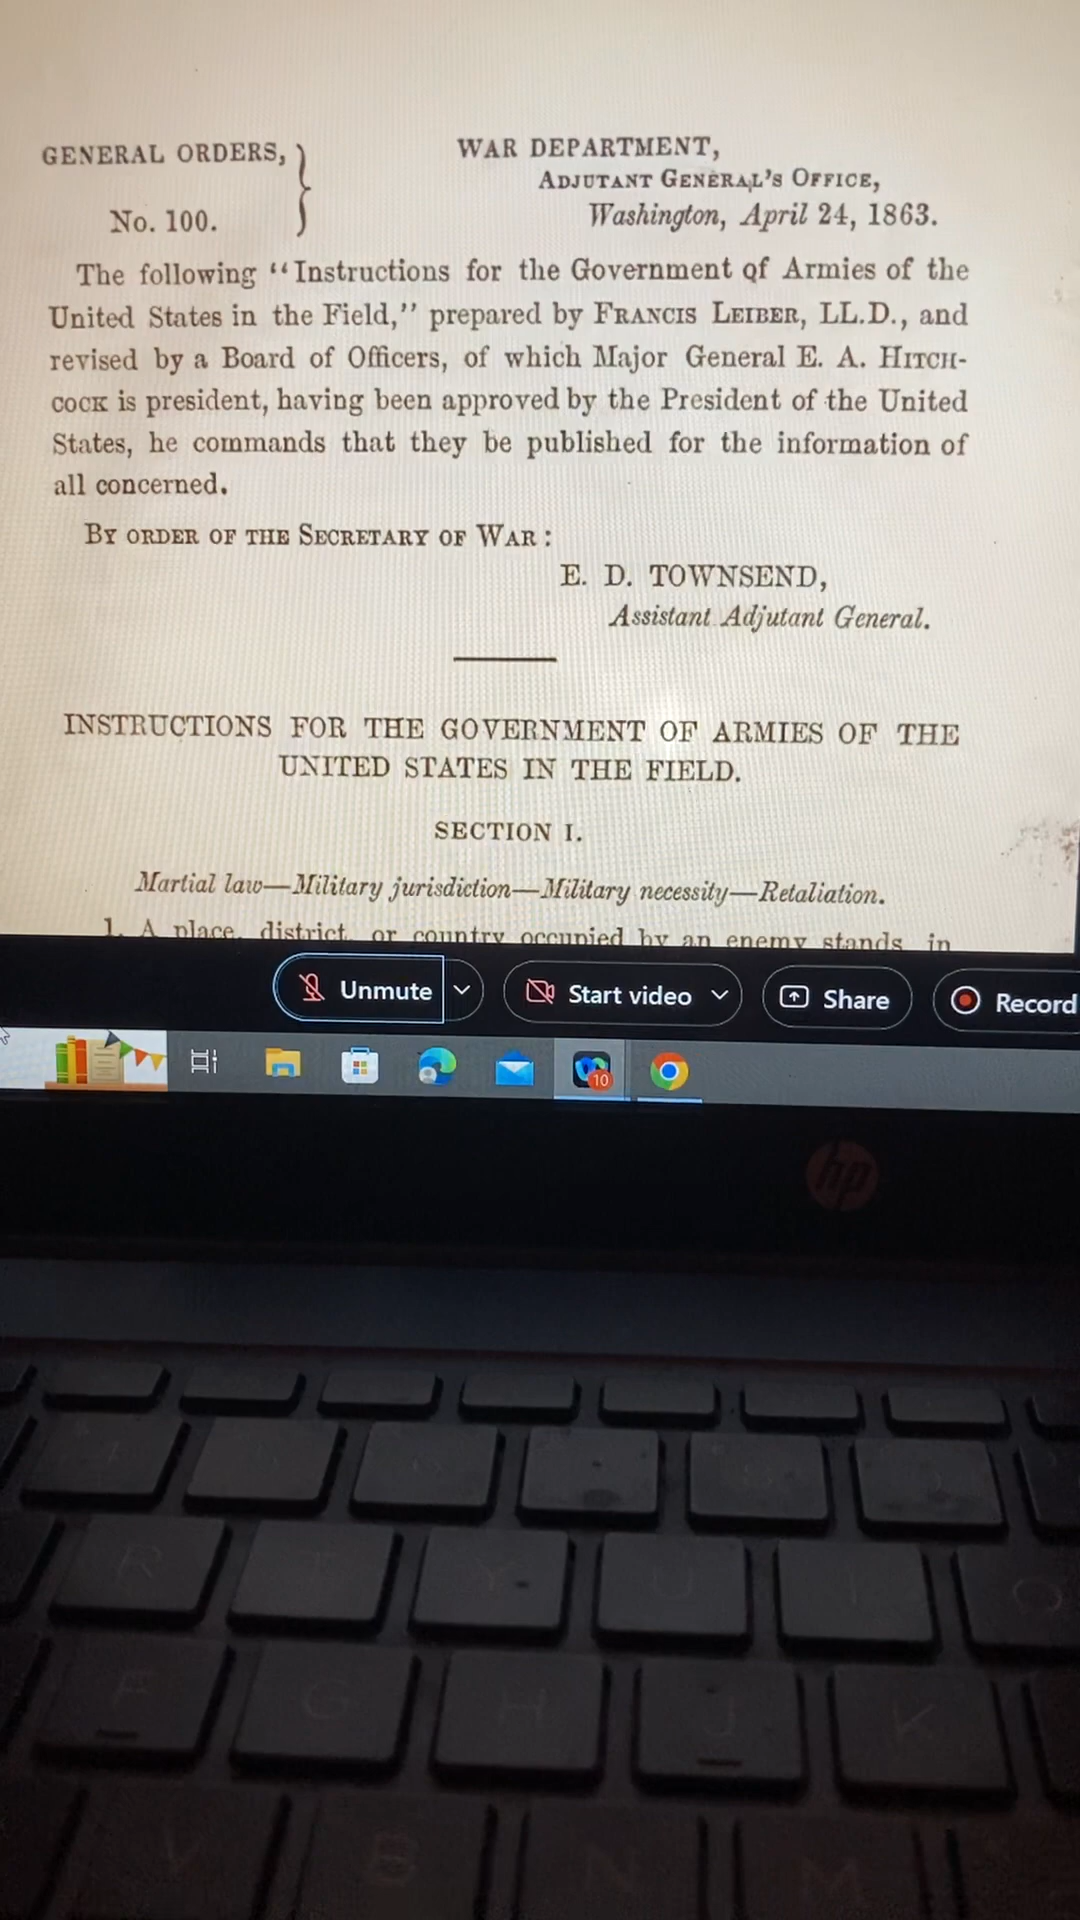 GENERAL ORDERS,
No. 100.
WAR DEPARTMENT,
ADJUTANT GENERAL'S OFFICE,
Washington, April 24, 1863.
The following “Instructions for the Government of Armies of the
United States in the Field,” prepared by FRANCIS LEIBER, LL.D., and
revised by a Board of Officers, of which Major General E. A. HITCH-
COCK is president, having been approved by the President of the United
States, he commands that they be published for the information of
all concerned.
BY ORDER OF THE SECRETARY OF WAR:
E. D. TOWNSEND,
Assistant Adjutant General.
INSTRUCTIONS FOR THE GOVERNMENT OF ARMIES OF THE
UNITED STATES IN THE FIELD.
SECTION I.
Martial law—Military jurisdiction—Military necessity—Retaliation.
1. A place, district, or country occupied by an enemy stands, in
Unmute Start video Share Record
10
hp
R Y U I O
F G H J K
V B N M